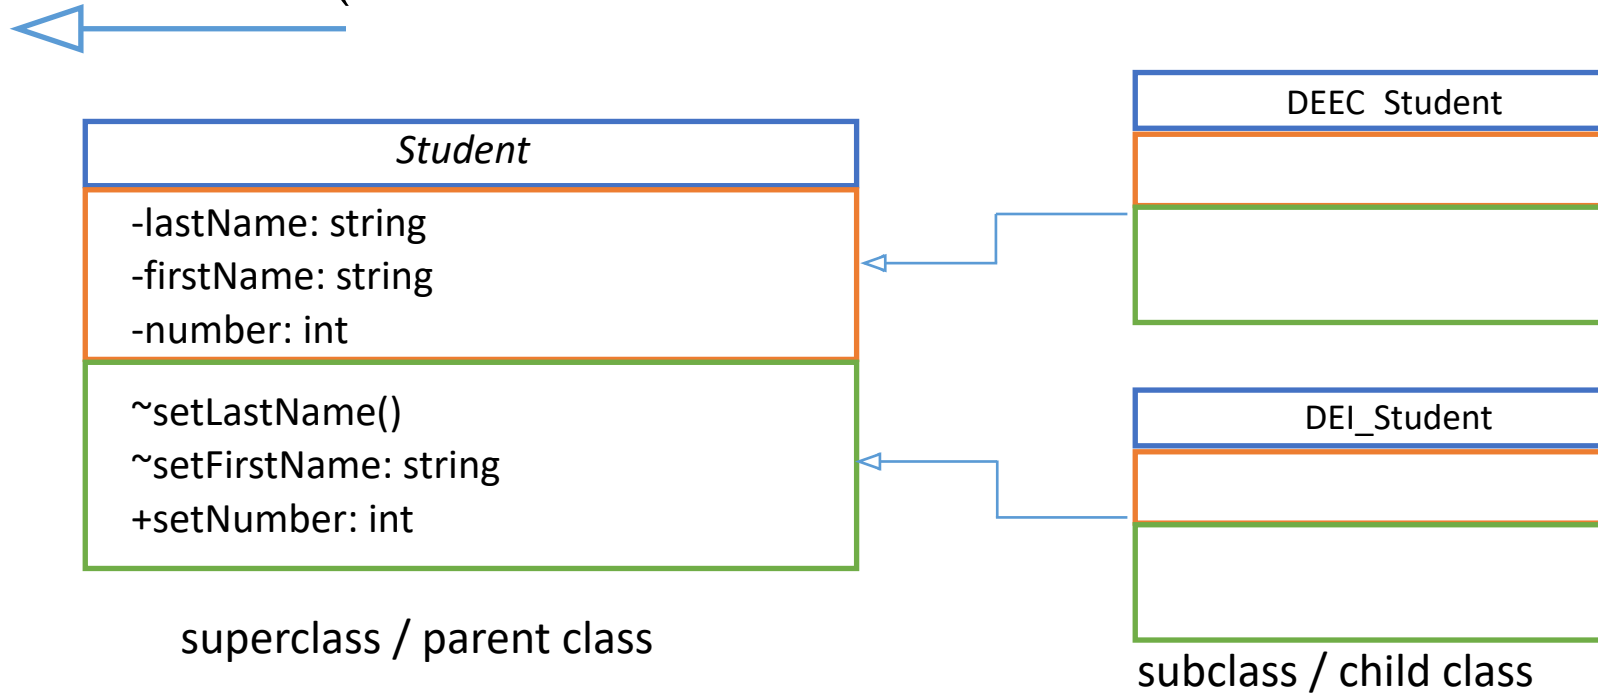 (
Student
-lastName: string
-firstName: string
-number: int
~setLastName()
~setFirstName: string
+setNumber: int
superclass / parent class
DEEC Student
DEI_Student
subclass / child class